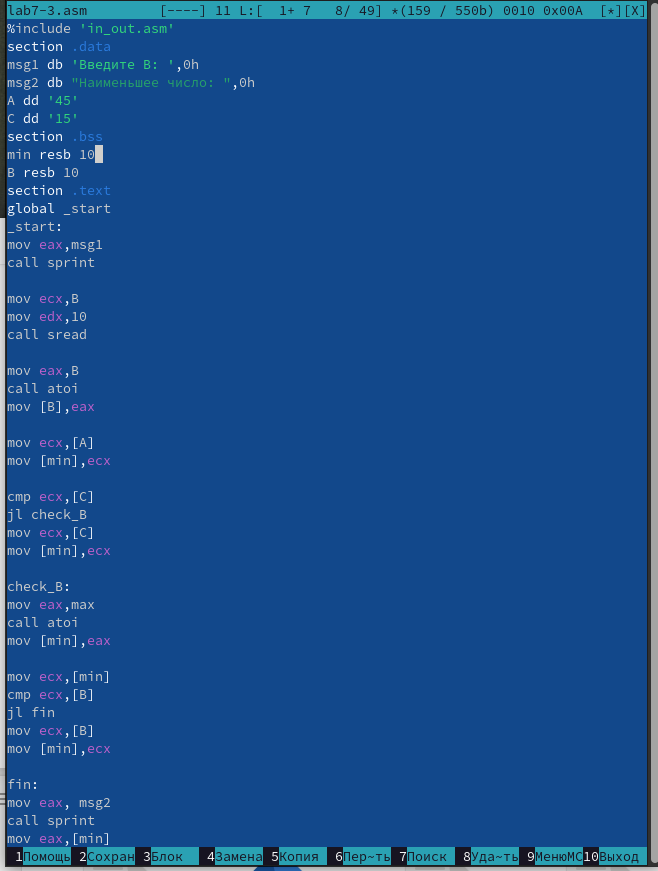 lab7-3.asm [----] 11 L:[ 1+ 7 8/ 49] *(159 / 550b) 0010 0x00A [*][X]
%include 'in_out.asm'
section .data
msg1 db 'Введите B: ',0h
msg2 db "Наименьшее число: ",0h
A dd '45'
C dd '15'
section .bss
min resb 10
B resb 10
section .text
global _start
_start:
mov eax,msg1
call sprint
mov ecx,B
mov edx,10
call sread
mov eax,B
call atoi
mov [B],eax
mov ecx,[A]
mov [min],ecx
cmp ecx,[C]
jl check_B
mov ecx,[C]
mov [min],ecx
check_B:
mov eax,max
call atoi
mov [min],eax
mov ecx,[min]
cmp ecx,[B]
jl fin
mov ecx,[B]
mov [min],ecx
fin:
mov eax, msg2
call sprint
mov eax,[min]
1Помощь 2Сохран 3Блок 4Замена 5Копия 6Пер~ть 7Поиск 8Уда~ть 9МенюMC 10Выход